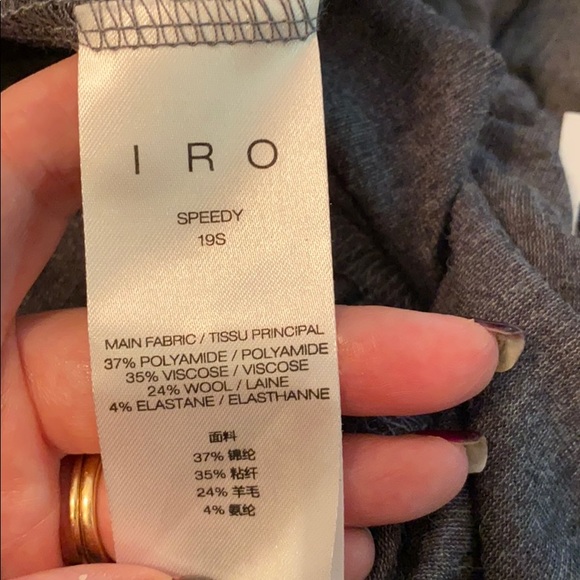 I R O
SPEEDY
19S
MAIN FABRIC / TISSU PRINCIPAL
37% POLYAMIDE / POLYAMIDE
35% VISCOSE / VISCOSE
24% WOOL / LAINE
4% ELASTANE / ELASTHANNE
面料
37% 锦纶
35% 粘纤
24% 羊毛
4% 氨纶